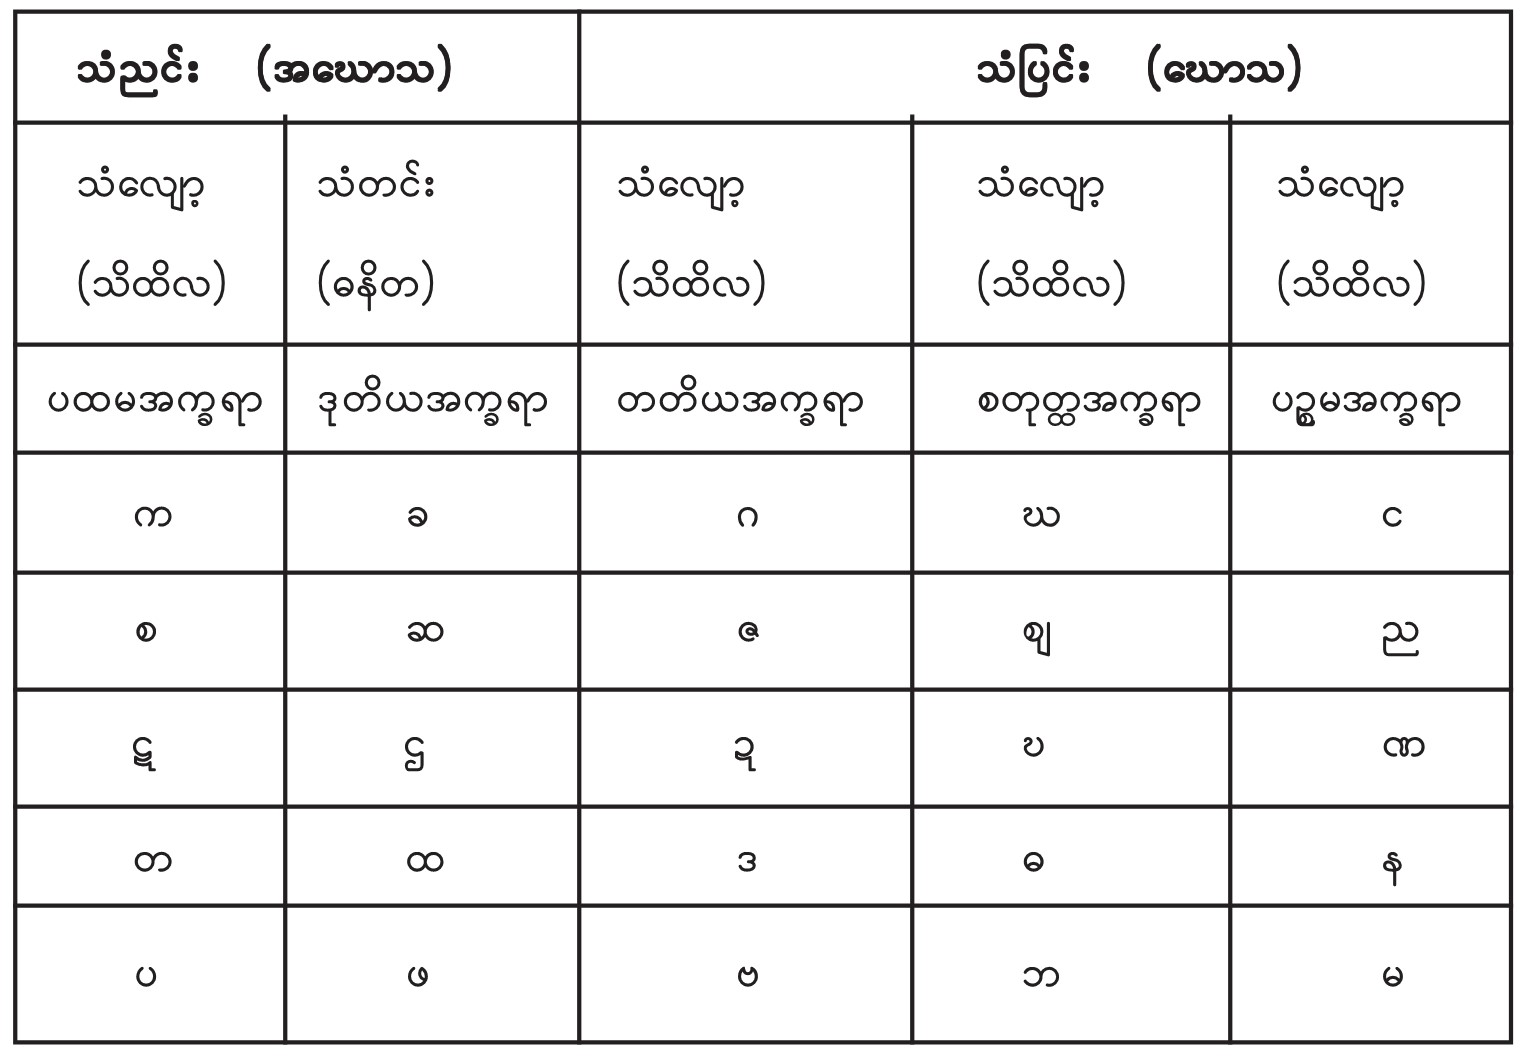 သံညင်း (အဃောသ) သံပြင်း (ဃောသ)
သံလျော့ သံတင်း သံလျော့ သံလျော့ သံလျော့
(သိထိလ) (ဓနိတ) (သိထိလ) (သိထိလ) (သိထိလ)
ပထမအက္ခရာ ဒုတိယအက္ခရာ တတိယအက္ခရာ စတုတ္ထအက္ခရာ ပဉ္စမအက္ခရာ
က ခ ဂ ဃ င
စ ဆ ဇ ဈ ည
ဋ ဌ ဍ ဎ ဏ
တ ထ ဒ ဓ န
ပ ဖ ဗ ဘ မ